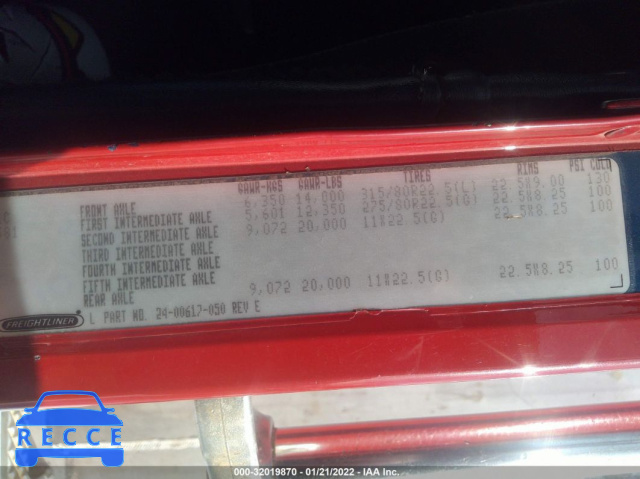 GAWR-KGS GAWR-LBS TIRES RIMS PSI COLD
FRONT AXLE 6,350 14,000 315/80R22.5(L) 22.5X9.00 130
FIRST INTERMEDIATE AXLE 5,601 12,350 275/80R22.5(G) 22.5X8.25 100
SECOND INTERMEDIATE AXLE 9,072 20,000 11R22.5(G) 22.5X8.25 100
THIRD INTERMEDIATE AXLE
FOURTH INTERMEDIATE AXLE
FIFTH INTERMEDIATE AXLE
REAR AXLE 9,072 20,000 11R22.5(G) 22.5X8.25 100
FREIGHTLINER L PART NO. 24-00617-050 REV E
RECCE
000-32019870 - 01/21/2022 - IAA Inc.